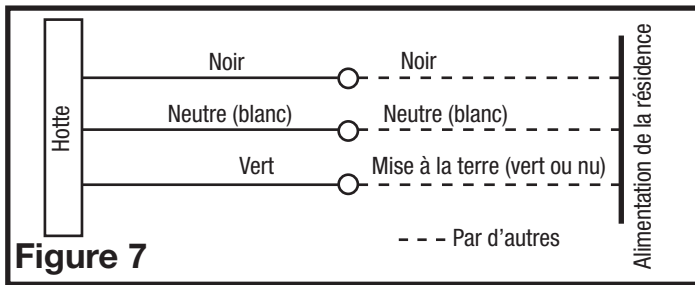 Hotte
Noir
Noir
Neutre (blanc)
Neutre (blanc)
Vert
Mise à la terre (vert ou nu)
Alimentation de la résidence
Par d'autres
Figure 7